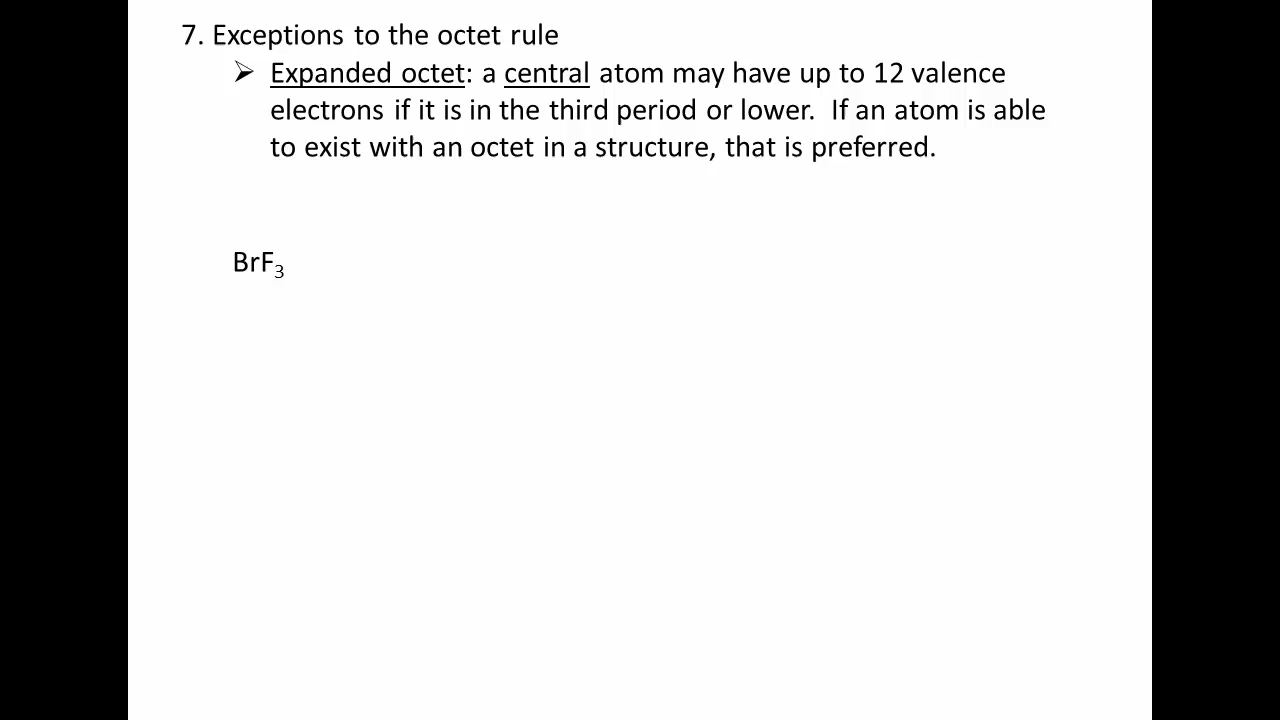 7. Exceptions to the octet rule
➢ Expanded octet: a central atom may have up to 12 valence
electrons if it is in the third period or lower.  If an atom is able
to exist with an octet in a structure, that is preferred.
BrF₃